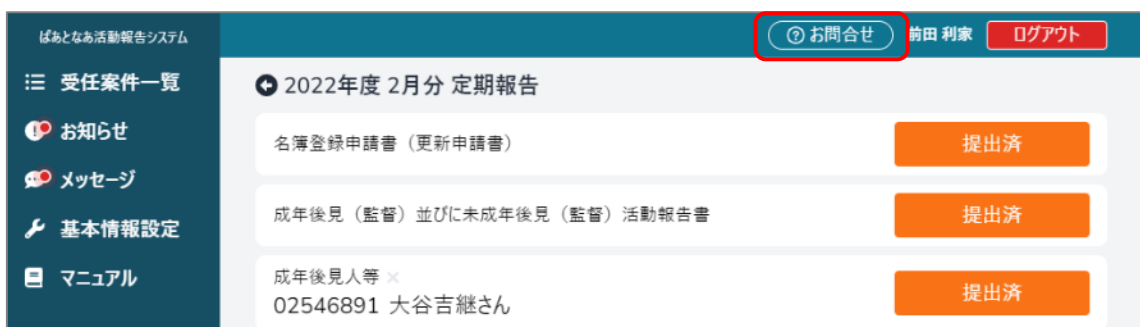 ぱあとなあ活動報告システム
お問合せ 前田 利家 ログアウト
受任案件一覧
お知らせ
メッセージ
基本情報設定
マニュアル
2022年度 2月分 定期報告
名簿登録申請書（更新申請書） 提出済
成年後見（監督）並びに未成年後見（監督）活動報告書 提出済
成年後見人等 ×
02546891 大谷吉継さん 提出済